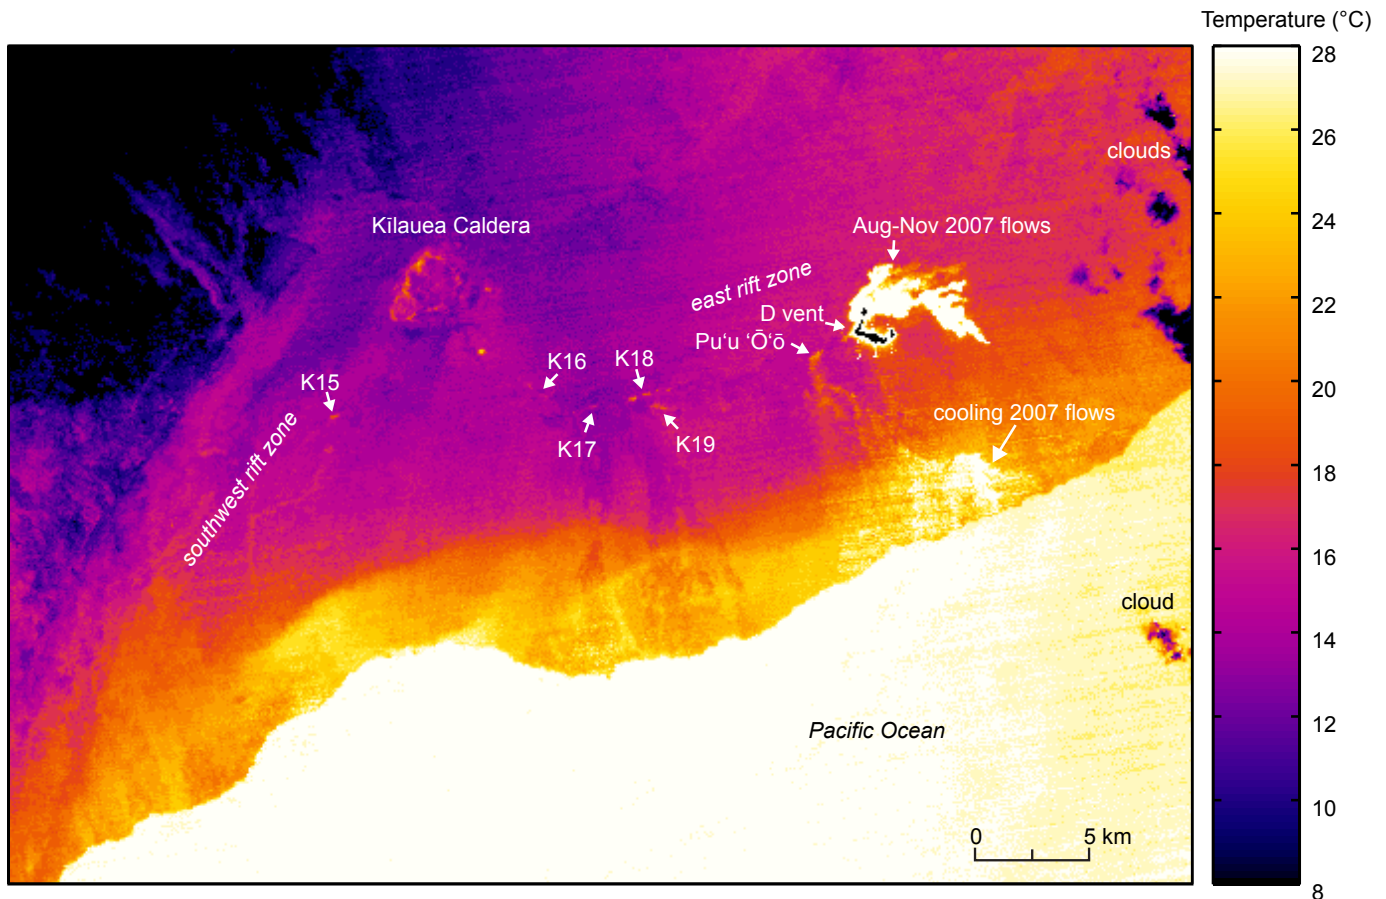 Temperature (°C)
28
clouds
26
24
Kīlauea Caldera
Aug-Nov 2007 flows
east rift zone
D vent
22
Puʻu ʻŌʻō
K16
K18
K15
20
cooling 2007 flows
K17
K19
18
southwest rift zone
16
cloud
14
Pacific Ocean
12
10
0 5 km
8